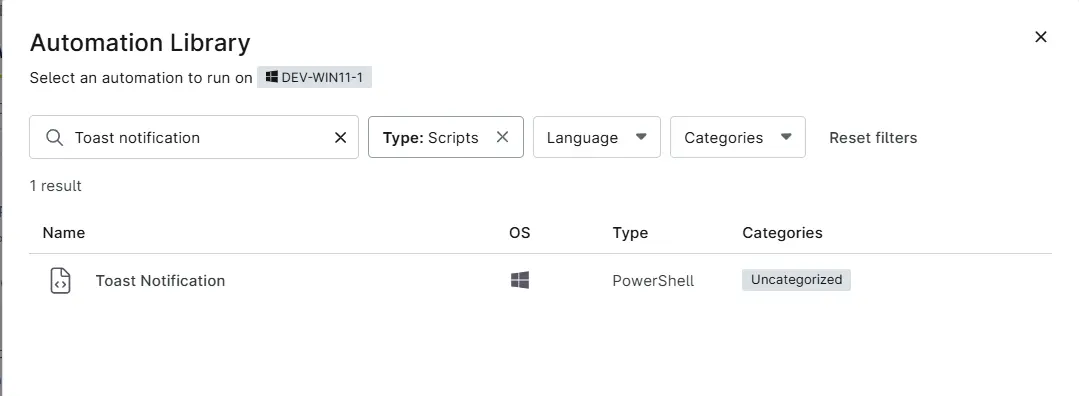 Automation Library
Select an automation to run on DEV-WIN11-1
Toast notification Type: Scripts Language Categories Reset filters
1 result
Name OS Type Categories
Toast Notification PowerShell Uncategorized